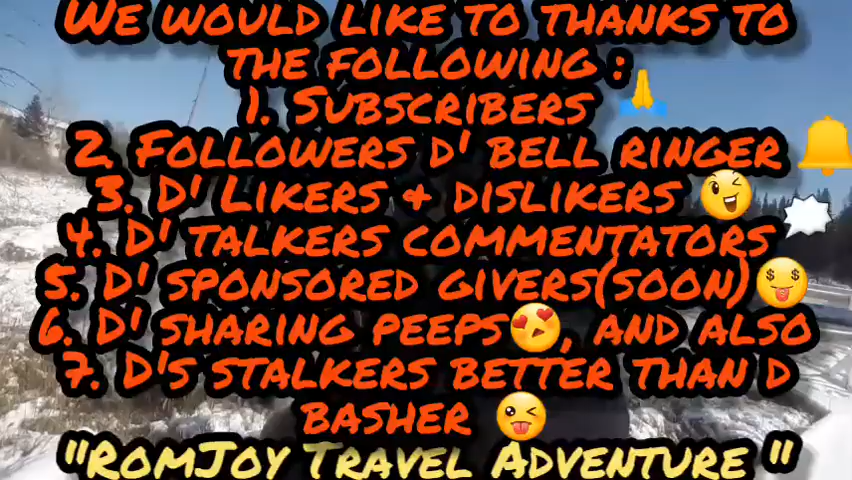 We would like to thanks to
the following :
1. Subscribers 🙏
2. Followers d' bell ringer 🔔
3. D' Likers & dislikers 😜
4. D' talkers commentators
5. D' sponsored givers(soon) 🤑
6. D' sharing peeps😍, and also
7. D's stalkers better than d
basher 😜
"RomJoy Travel Adventure "